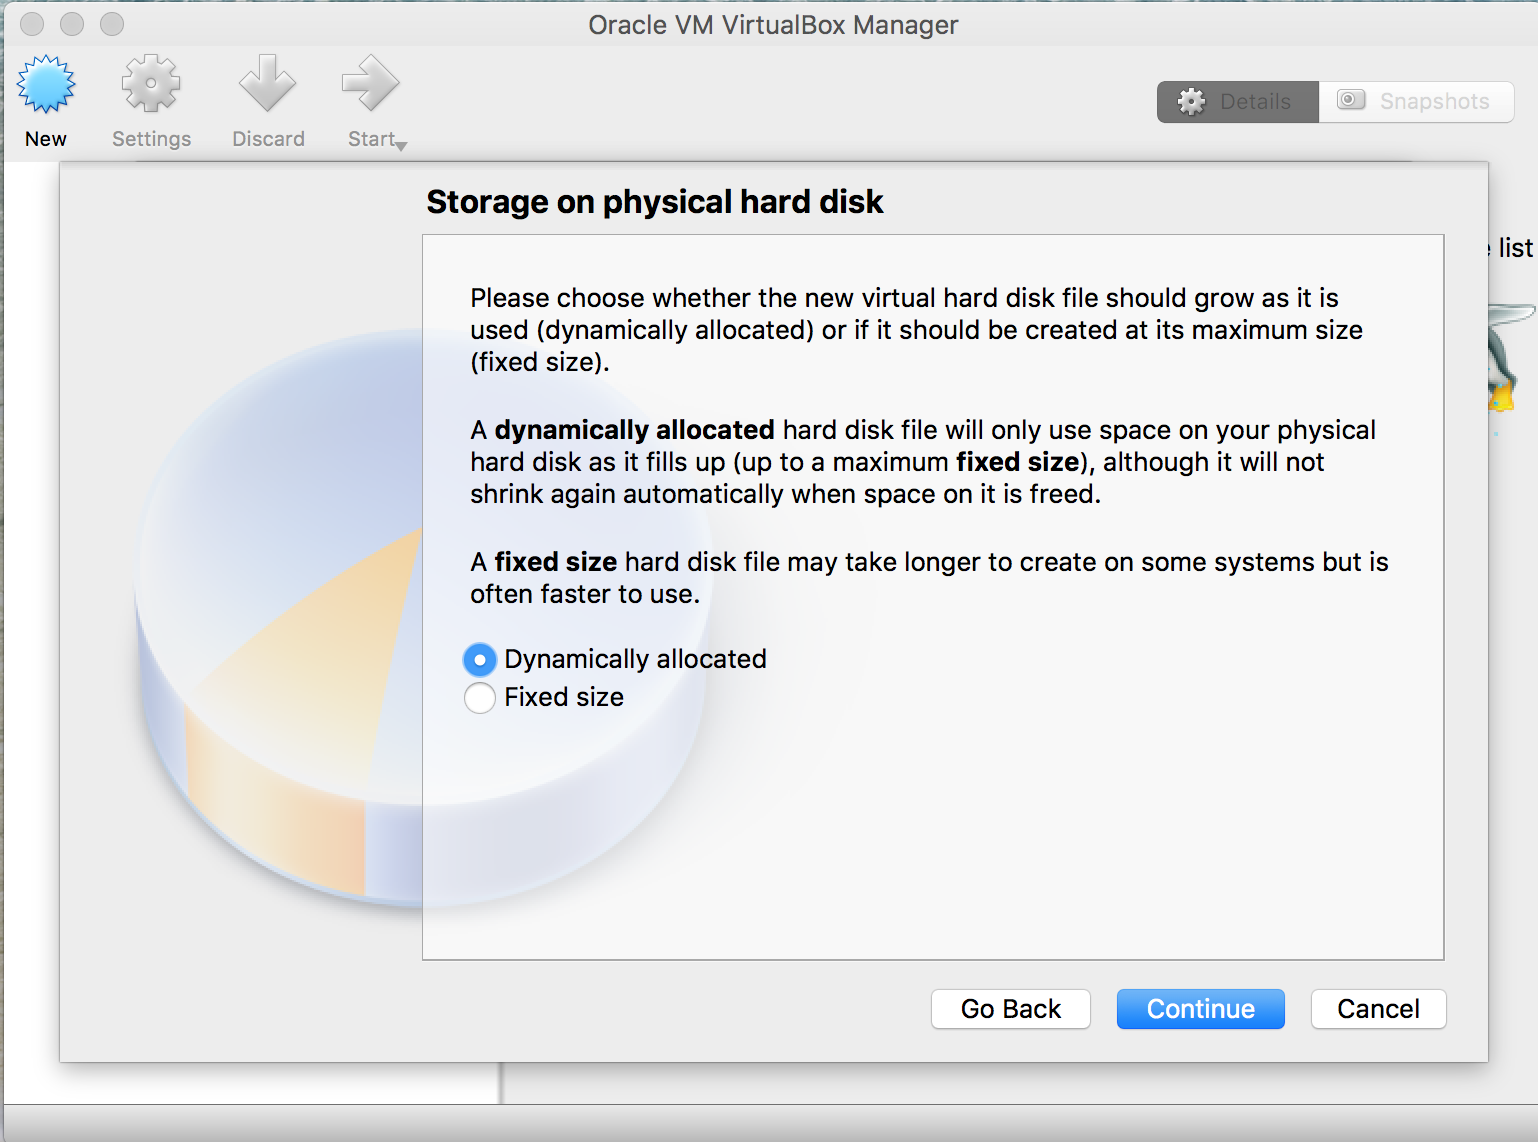 Oracle VM VirtualBox Manager
New
Settings
Discard
Start
Details
Snapshots
Storage on physical hard disk
list
Please choose whether the new virtual hard disk file should grow as it is
used (dynamically allocated) or if it should be created at its maximum size
(fixed size).
A dynamically allocated hard disk file will only use space on your physical
hard disk as it fills up (up to a maximum fixed size), although it will not
shrink again automatically when space on it is freed.
A fixed size hard disk file may take longer to create on some systems but is
often faster to use.
Dynamically allocated
Fixed size
Go Back
Continue
Cancel